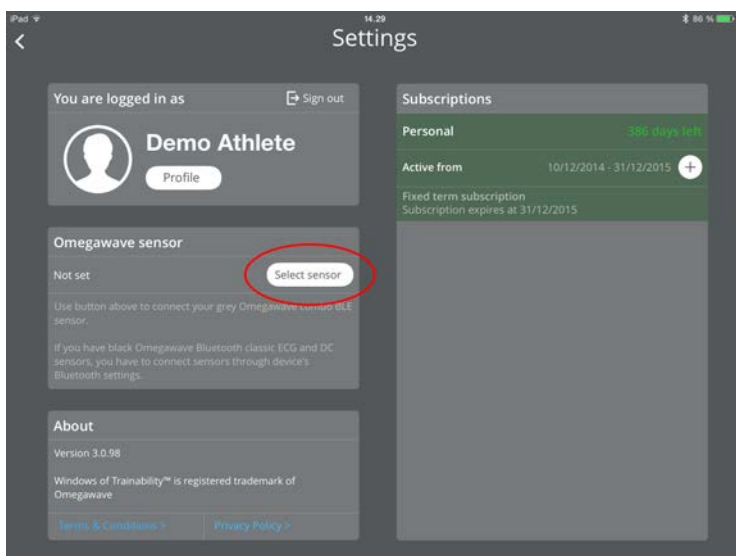 iPad
14.29
86 %
Settings
You are logged in as
Sign out
Demo Athlete
Profile
Omegawave sensor
Not set
Select sensor
Use button above to connect your grey Omegawave combo BLE
sensor.
If you have black Omegawave Bluetooth classic ECG and DC
sensors, you have to connect sensors through device's
Bluetooth settings.
About
Version 3.0.98
Windows of Trainability™ is registered trademark of
Omegawave
Terms & Conditions >
Privacy Policy >
Subscriptions
Personal
386 days left
Active from
10/12/2014 - 31/12/2015
Fixed term subscription
Subscription expires at 31/12/2015